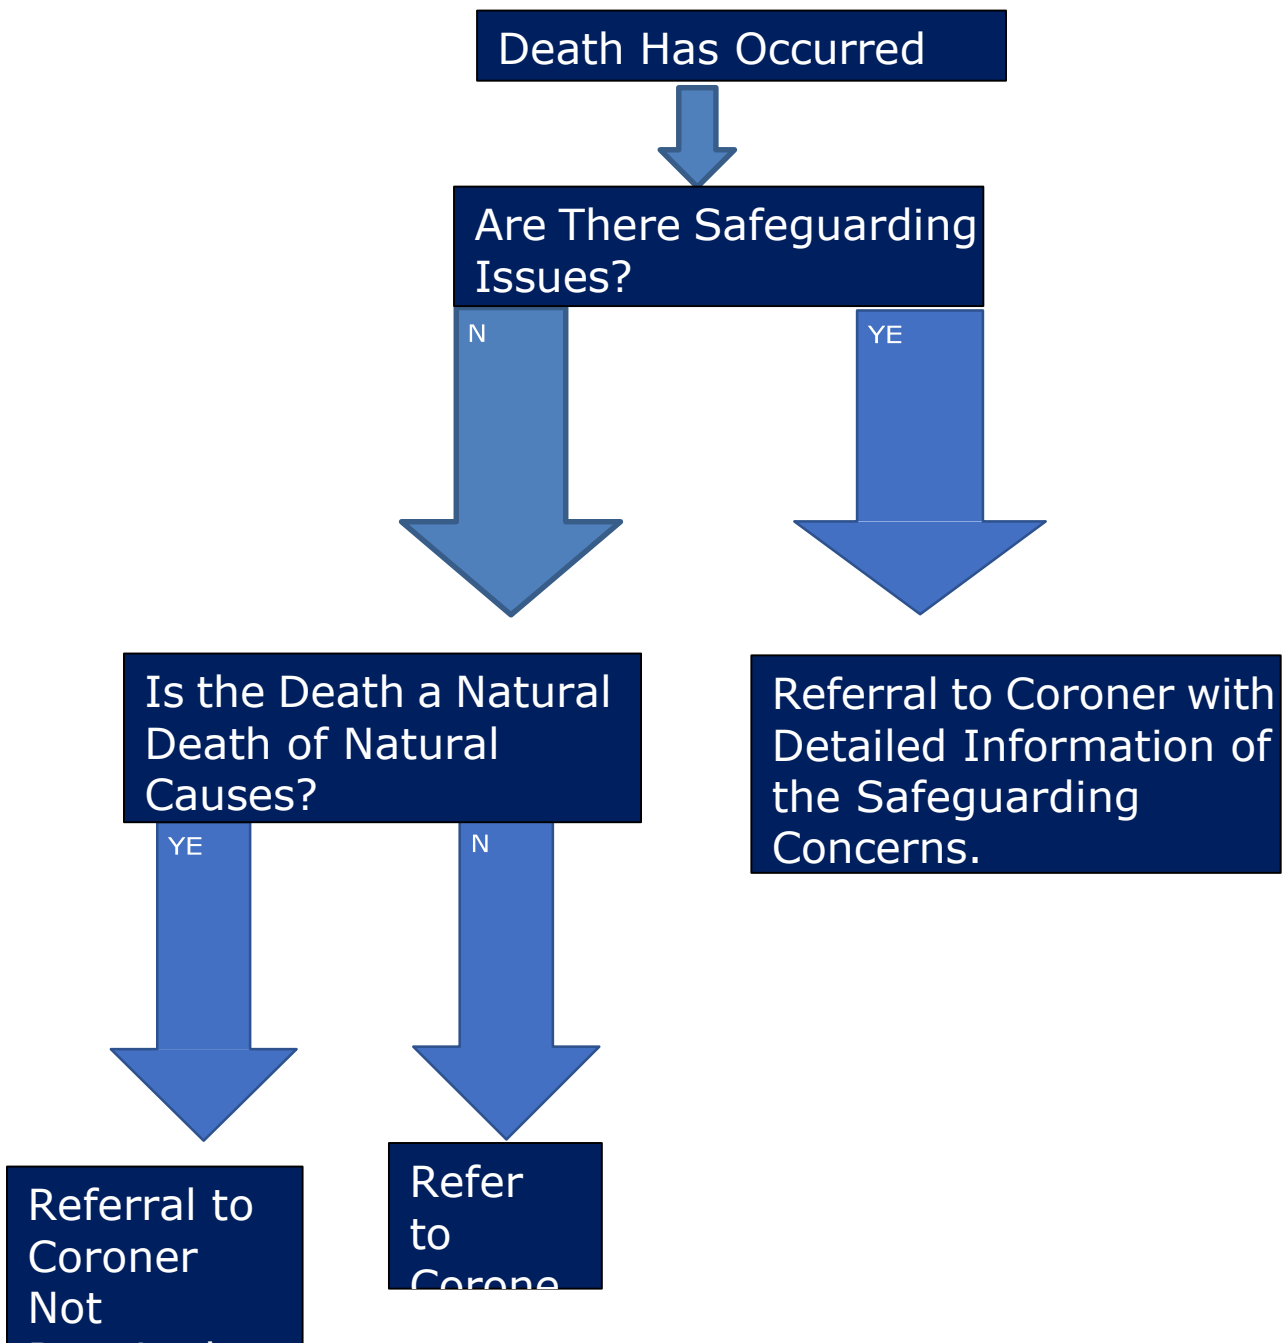 Death Has Occurred
Are There Safeguarding
Issues?
N
YE
Is the Death a Natural
Death of Natural
Causes?
Referral to Coroner with
Detailed Information of
the Safeguarding
Concerns.
YE
N
Referral to
Coroner
Not
Refer
to
Corone